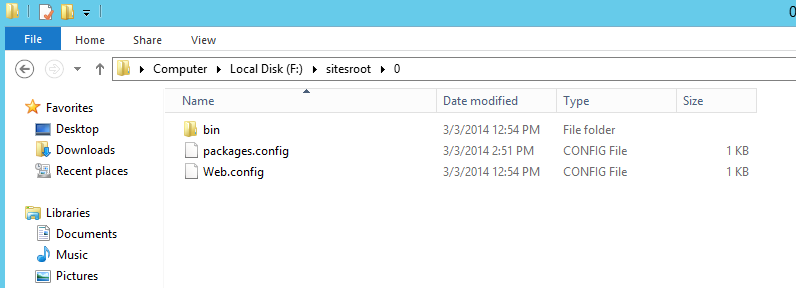 0
File Home Share View
Computer Local Disk (F:) sitesroot 0
Name Date modified Type Size
bin 3/3/2014 12:54 PM File folder
packages.config 3/3/2014 2:51 PM CONFIG File 1 KB
Web.config 3/3/2014 12:54 PM CONFIG File 1 KB
Favorites
Desktop
Downloads
Recent places
Libraries
Documents
Music
Pictures